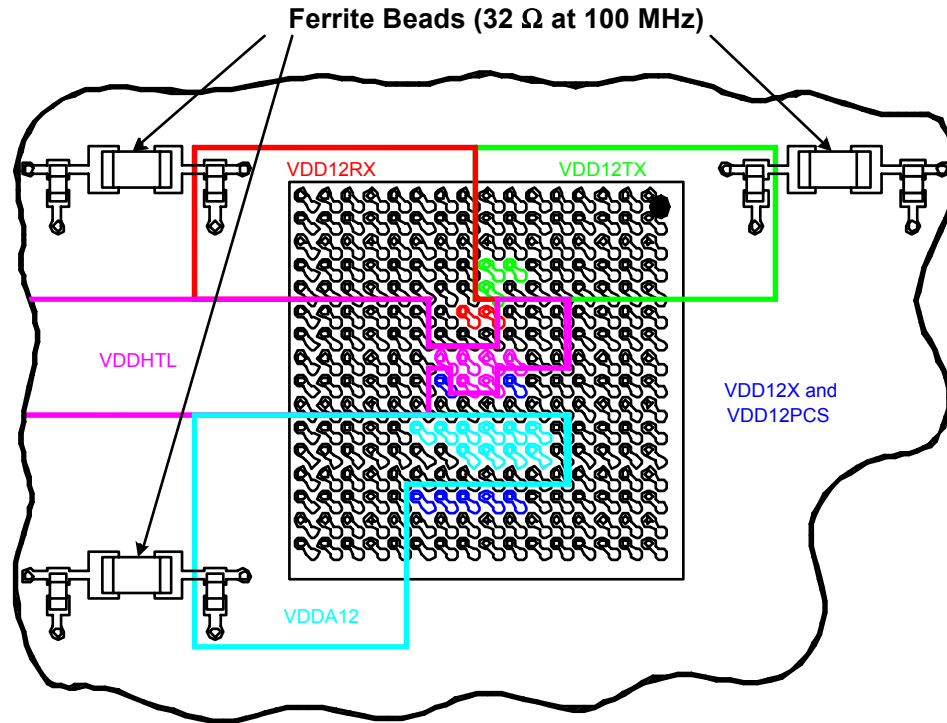 Ferrite Beads (32 Ω at 100 MHz)
VDD12RX
VDD12TX
VDDHTL
VDD12X and
VDD12PCS
VDDA12